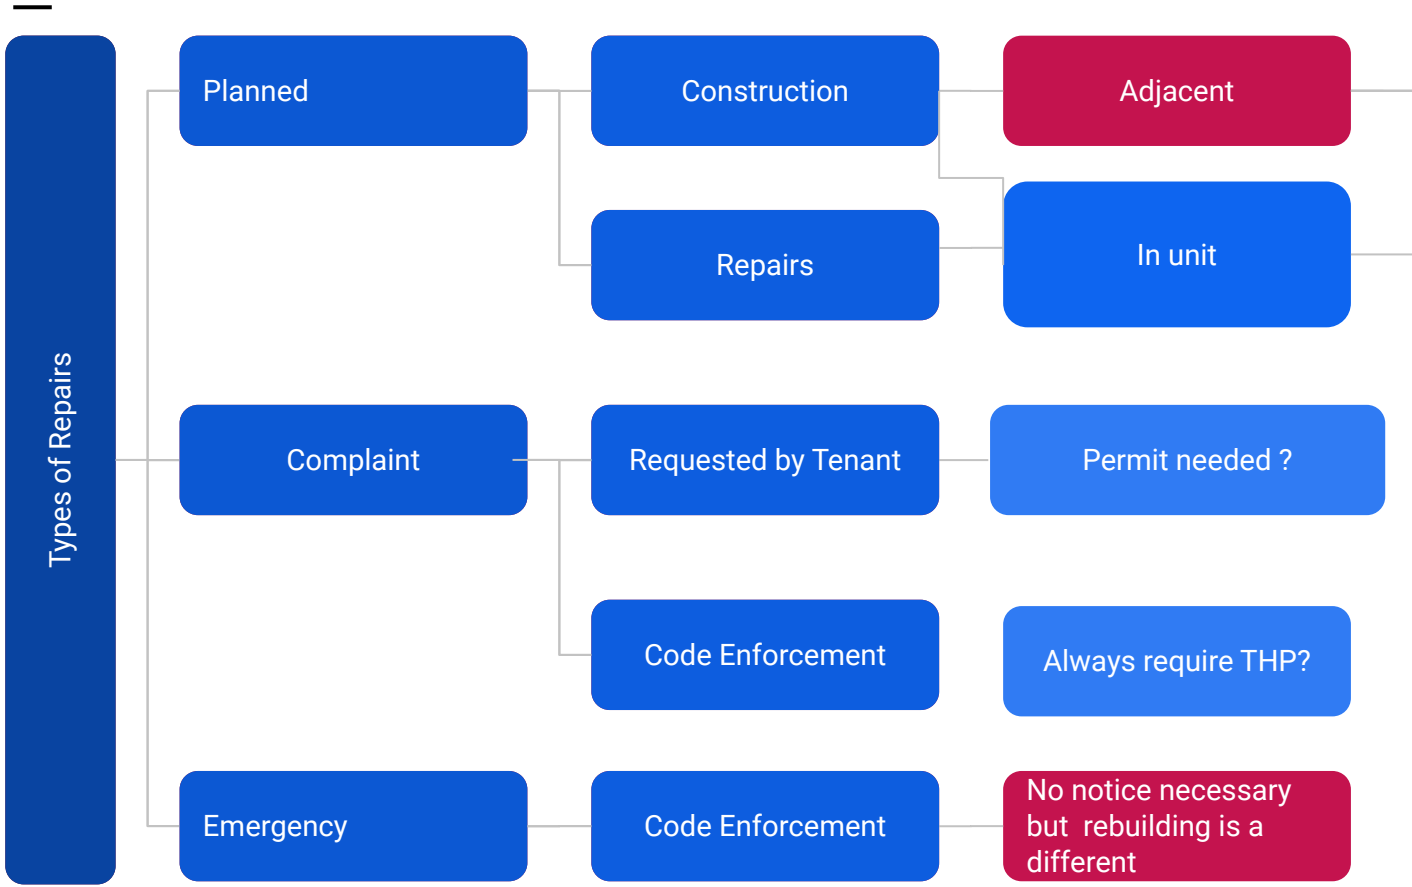 Types of Repairs
Planned
Construction
Adjacent
Repairs
In unit
Complaint
Requested by Tenant
Permit needed ?
Code Enforcement
Always require THP?
Emergency
Code Enforcement
No notice necessary
but  rebuilding is a
different